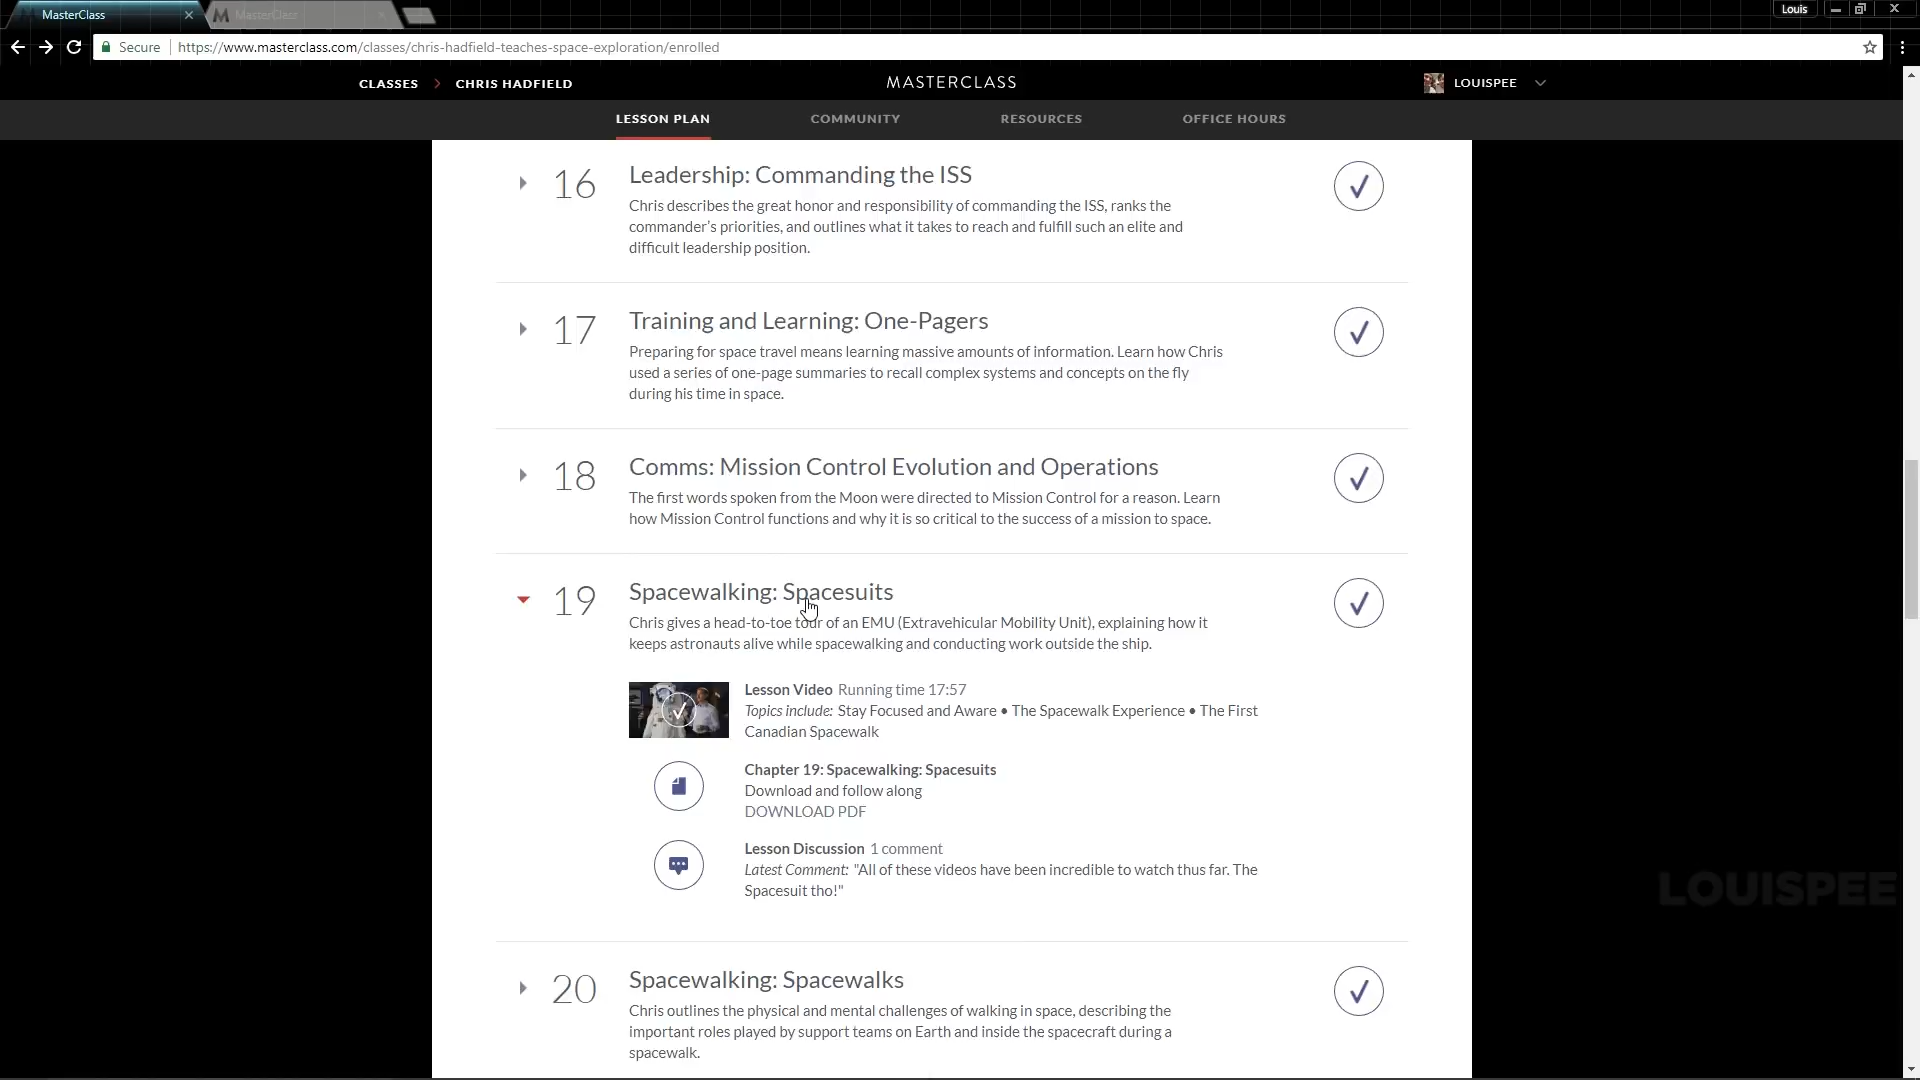 MasterClass
MasterClass
Louis
Secure
https://www.masterclass.com/classes/chris-hadfield-teaches-space-exploration/enrolled
CLASSES
CHRIS HADFIELD
MASTERCLASS
LOUISPEE
LESSON PLAN
COMMUNITY
RESOURCES
OFFICE HOURS
16
Leadership: Commanding the ISS
Chris describes the great honor and responsibility of commanding the ISS, ranks the
commander's priorities, and outlines what it takes to reach and fulfill such an elite and
difficult leadership position.
17
Training and Learning: One-Pagers
Preparing for space travel means learning massive amounts of information. Learn how Chris
used a series of one-page summaries to recall complex systems and concepts on the fly
during his time in space.
18
Comms: Mission Control Evolution and Operations
The first words spoken from the Moon were directed to Mission Control for a reason. Learn
how Mission Control functions and why it is so critical to the success of a mission to space.
19
Spacewalking: Spacesuits
Chris gives a head-to-toe tour of an EMU (Extravehicular Mobility Unit), explaining how it
keeps astronauts alive while spacewalking and conducting work outside the ship.
Lesson Video Running time 17:57
Topics include: Stay Focused and Aware • The Spacewalk Experience • The First
Canadian Spacewalk
Chapter 19: Spacewalking: Spacesuits
Download and follow along
DOWNLOAD PDF
Lesson Discussion 1 comment
Latest Comment: "All of these videos have been incredible to watch thus far. The
Spacesuit tho!"
LOUISPEE
20
Spacewalking: Spacewalks
Chris outlines the physical and mental challenges of walking in space, describing the
important roles played by support teams on Earth and inside the spacecraft during a
spacewalk.